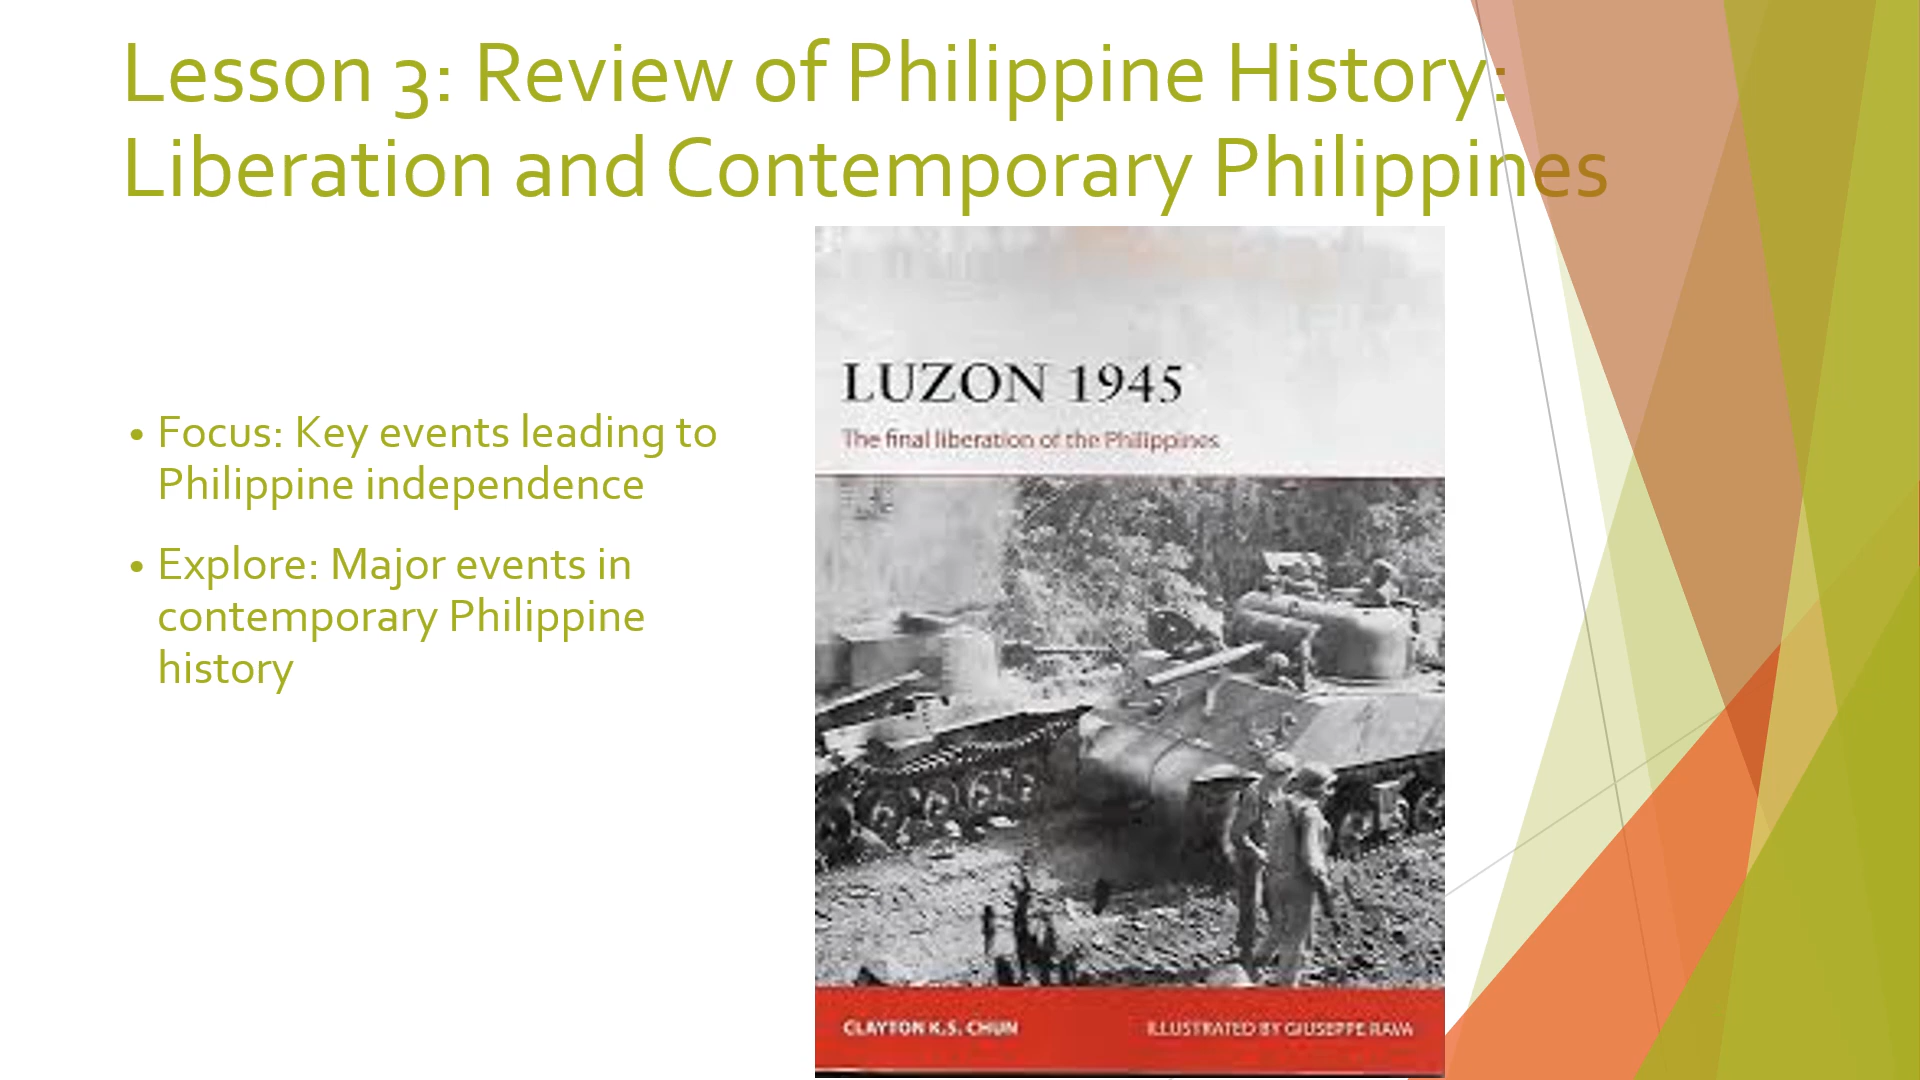 Lesson 3: Review of Philippine History:
Liberation and Contemporary Philippines
• Focus: Key events leading to
Philippine independence
• Explore: Major events in
contemporary Philippine
history
LUZON 1945
The final liberation of the Philippines
CLAYTON K.S. CHUN
ILLUSTRATED BY GIUSEPPE RAVA